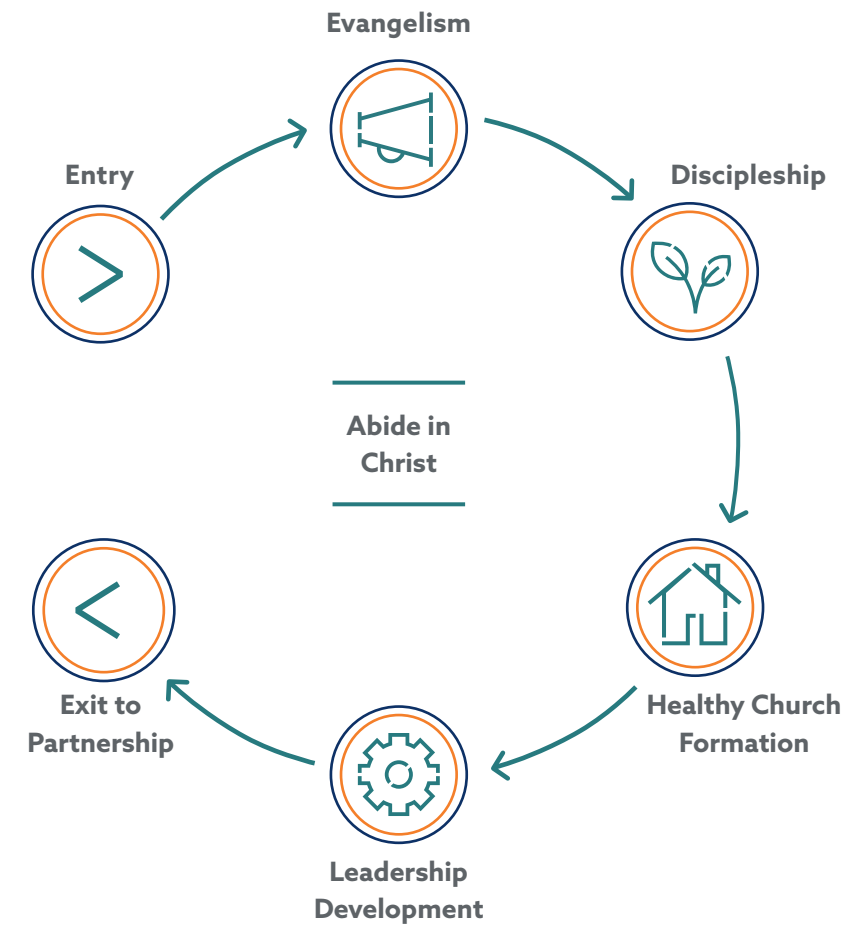 Evangelism
Entry
Discipleship
Abide in
Christ
Healthy Church
Formation
Exit to
Partnership
Leadership
Development